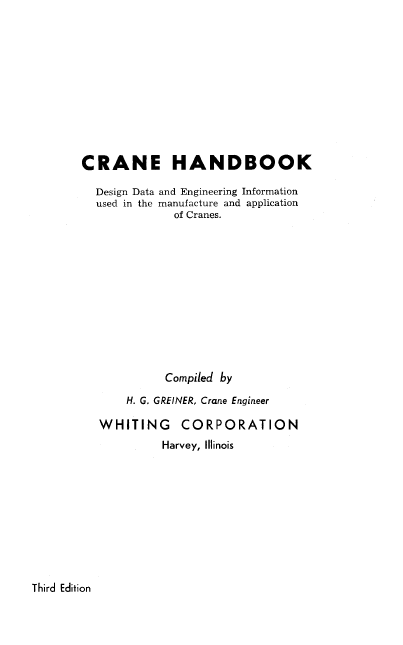 CRANE HANDBOOK
Design Data and Engineering Information
used in the manufacture and application
of Cranes.
Compiled by
H. G. GREINER, Crane Engineer
WHITING CORPORATION
Harvey, Illinois
Third Edition